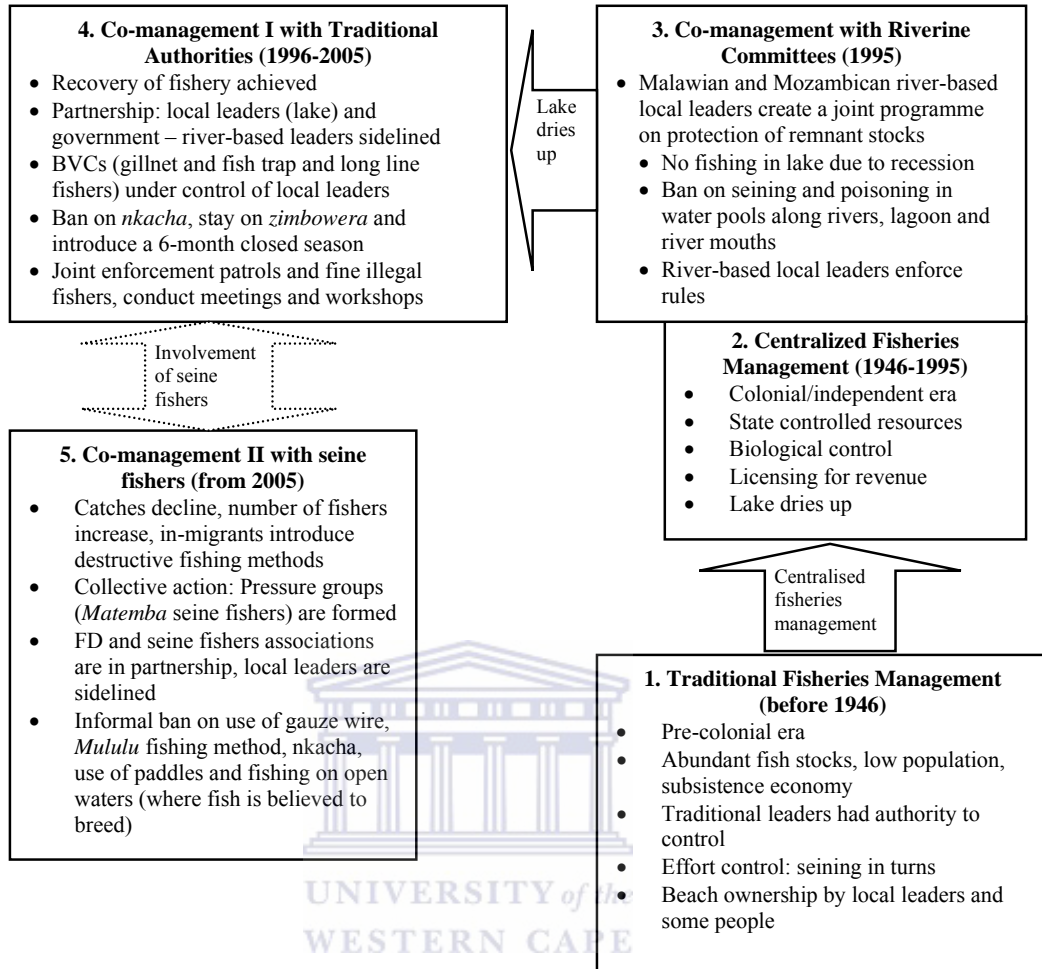 4. Co-management I with Traditional
Authorities (1996-2005)
• Recovery of fishery achieved
• Partnership: local leaders (lake) and
government – river-based leaders sidelined
• BVCs (gillnet and fish trap and long line
fishers) under control of local leaders
• Ban on nkacha, stay on zimbowera and
introduce a 6-month closed season
• Joint enforcement patrols and fine illegal
fishers, conduct meetings and workshops
Lake
dries
up
3. Co-management with Riverine
Committees (1995)
• Malawian and Mozambican river-based
local leaders create a joint programme
on protection of remnant stocks
• No fishing in lake due to recession
• Ban on seining and poisoning in
water pools along rivers, lagoon and
river mouths
• River-based local leaders enforce
rules
2. Centralized Fisheries
Management (1946-1995)
• Colonial/independent era
• State controlled resources
• Biological control
• Licensing for revenue
• Lake dries up
Involvement
of seine
fishers
Centralised
fisheries
management
5. Co-management II with seine
fishers (from 2005)
• Catches decline, number of fishers
increase, in-migrants introduce
destructive fishing methods
• Collective action: Pressure groups
(Matemba seine fishers) are formed
• FD and seine fishers associations
are in partnership, local leaders are
sidelined
• Informal ban on use of gauze wire,
Mululu fishing method, nkacha,
use of paddles and fishing on open
waters (where fish is believed to
breed)
1. Traditional Fisheries Management
(before 1946)
• Pre-colonial era
• Abundant fish stocks, low population,
subsistence economy
• Traditional leaders had authority to
control
• Effort control: seining in turns
• Beach ownership by local leaders and
some people
UNIVERSITY of the
WESTERN CAPE